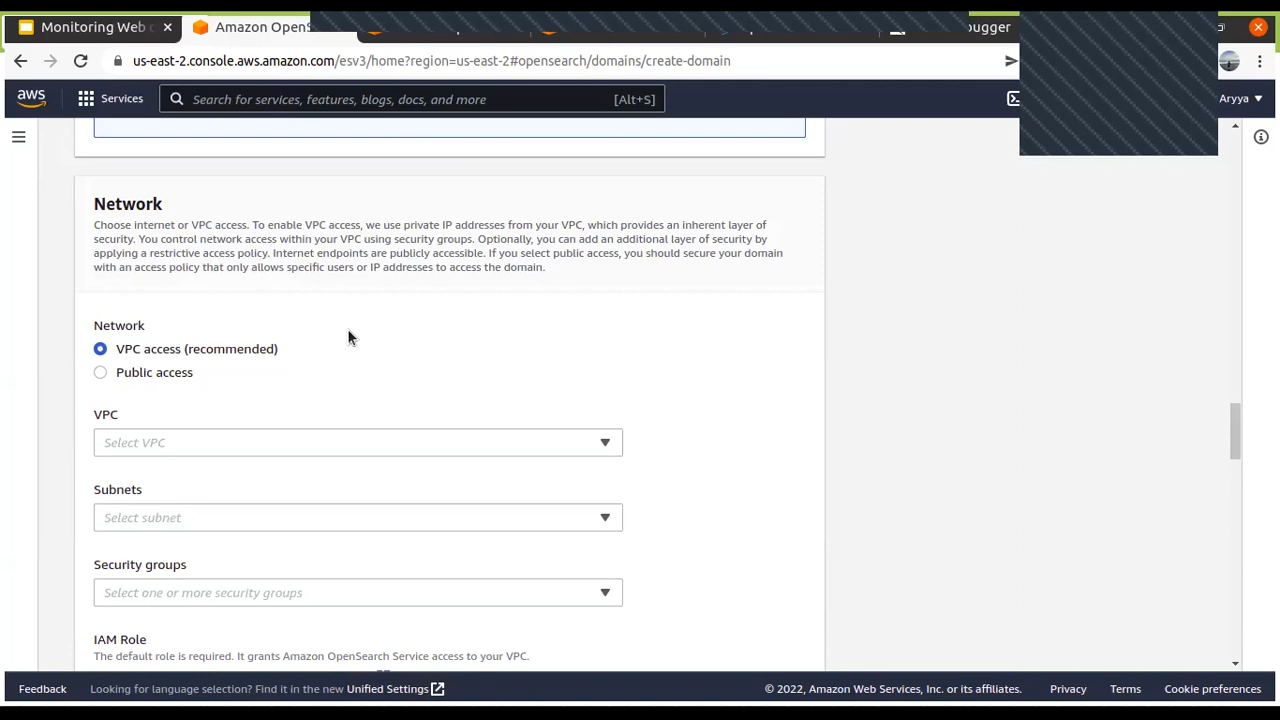 Monitoring Web
Amazon OpenS
ugger
us-east-2.console.aws.amazon.com/esv3/home?region=us-east-2#opensearch/domains/create-domain
aws
Services
Search for services, features, blogs, docs, and more
[Alt+S]
Aryya
Network
Choose internet or VPC access. To enable VPC access, we use private IP addresses from your VPC, which provides an inherent layer of
security. You control network access within your VPC using security groups. Optionally, you can add an additional layer of security by
applying a restrictive access policy. Internet endpoints are publicly accessible. If you select public access, you should secure your domain
with an access policy that only allows specific users or IP addresses to access the domain.
Network
VPC access (recommended)
Public access
VPC
Select VPC
Subnets
Select subnet
Security groups
Select one or more security groups
IAM Role
The default role is required. It grants Amazon OpenSearch Service access to your VPC.
Feedback
Looking for language selection? Find it in the new Unified Settings
© 2022, Amazon Web Services, Inc. or its affiliates.
Privacy
Terms
Cookie preferences